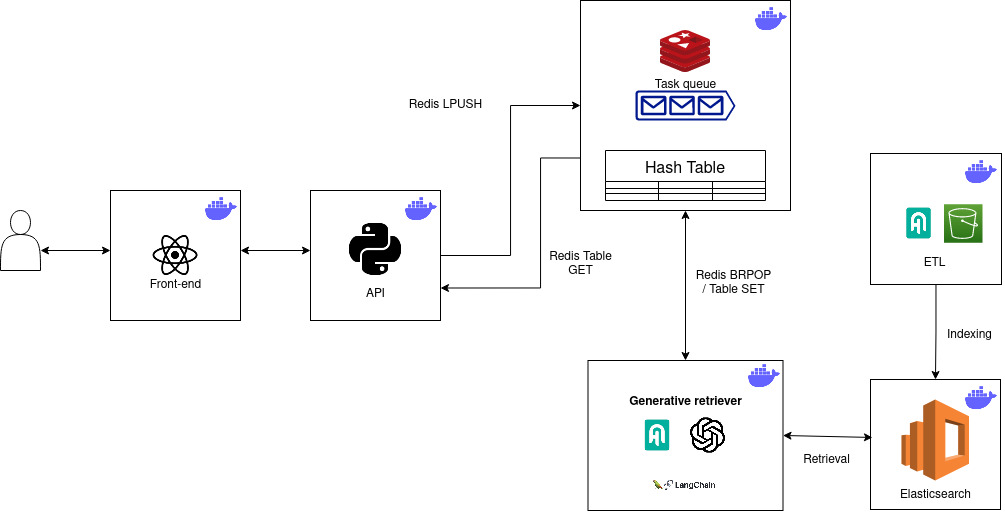 Task queue
Redis LPUSH
Hash Table
Front-end
API
Redis Table
GET
Redis BRPOP
/ Table SET
ETL
Indexing
Generative retriever
LangChain
Retrieval
Elasticsearch